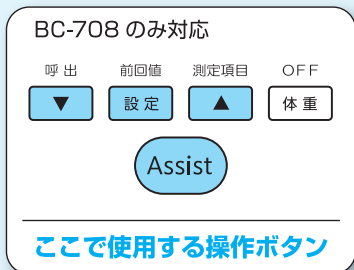 BC-708 のみ対応
呼出 前回値 測定項目 OFF
▼ 設定 ▲ 体重
Assist
ここで使用する操作ボタン